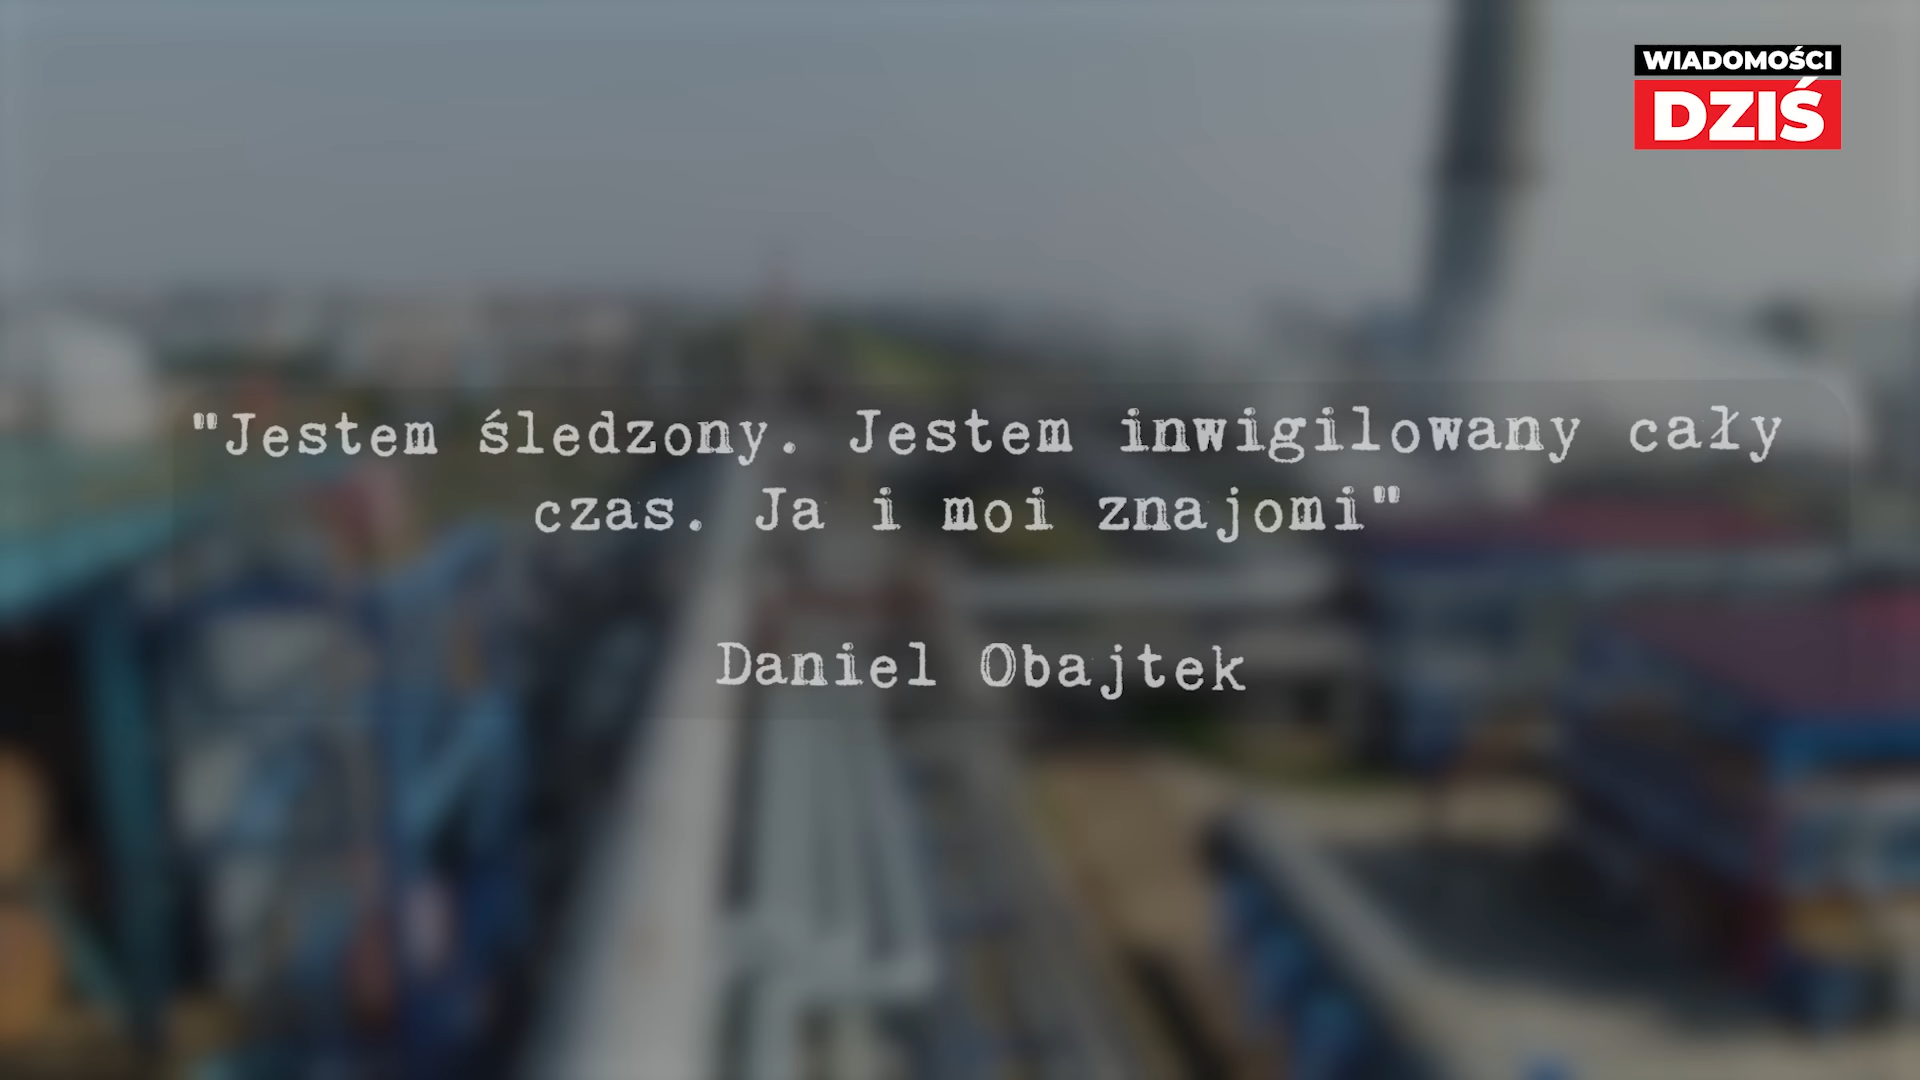 WIADOMOŚCI
DZIŚ
"Jestem śledzony. Jestem inwigilowany cały
czas. Ja i moi znajomi"
Daniel Obajtek